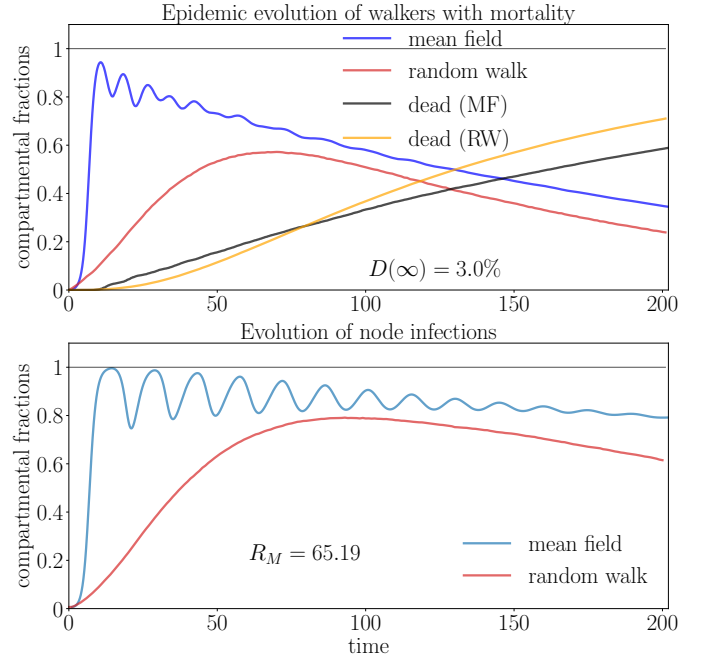 Epidemic evolution of walkers with mortality
compartmental fractions
1
0.8
0.6
0.4
0.2
0
mean field
random walk
dead (MF)
dead (RW)
D(∞) = 3.0%
0 50 100 150 200
Evolution of node infections
compartmental fractions
1
0.8
0.6
0.4
0.2
0
R_M = 65.19
mean field
random walk
0 50 100 150 200
time